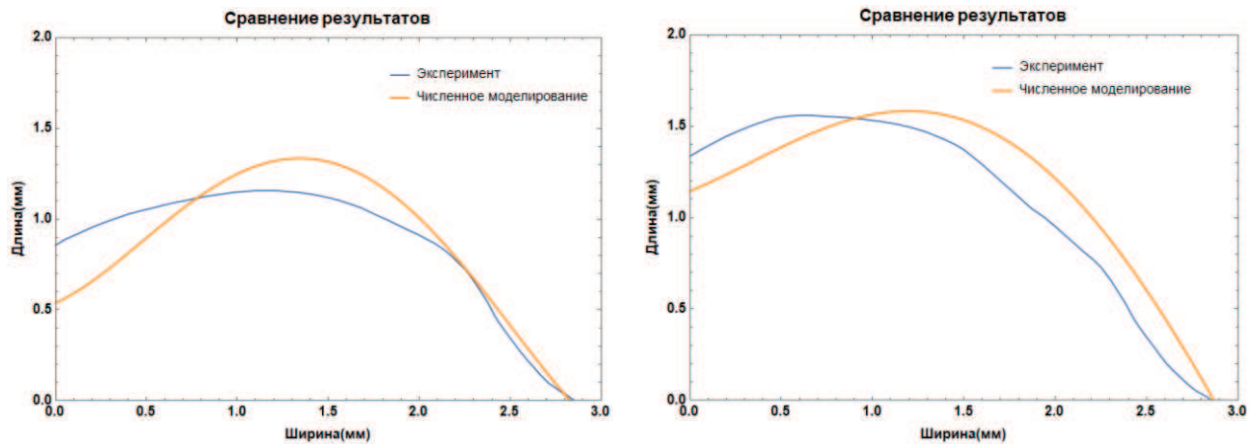 Сравнение результатов
2.0
1.5
1.0
0.5
0.0
Длина(мм)
Эксперимент
Численное моделирование
0.0 0.5 1.0 1.5 2.0 2.5 3.0
Ширина(мм)
Сравнение результатов
2.0
1.5
1.0
0.5
0.0
Длина(мм)
Эксперимент
Численное моделирование
0.0 0.5 1.0 1.5 2.0 2.5 3.0
Ширина(мм)